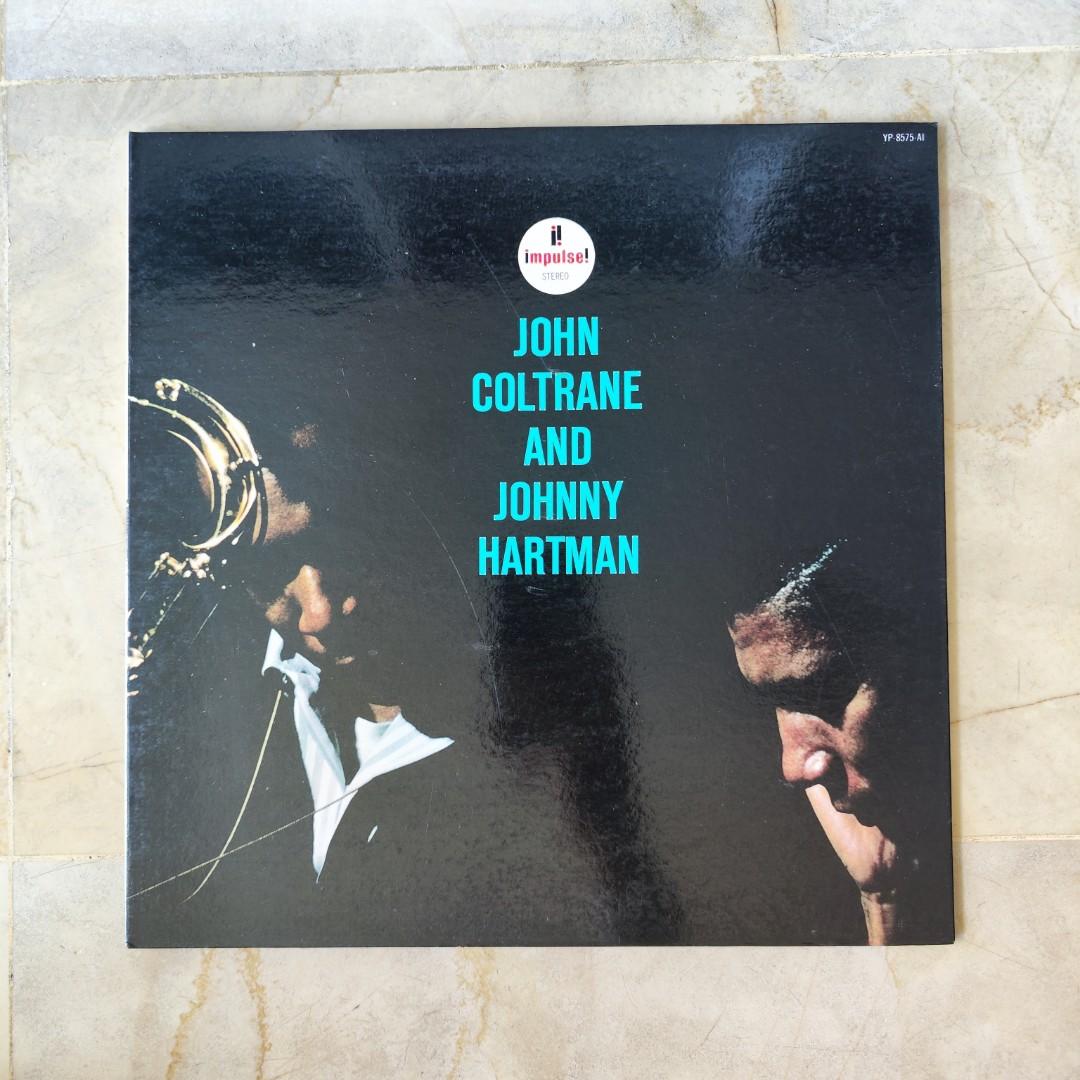 YP-8575-AI
i!
impulse!
STEREO
JOHN
COLTRANE
AND
JOHNNY
HARTMAN